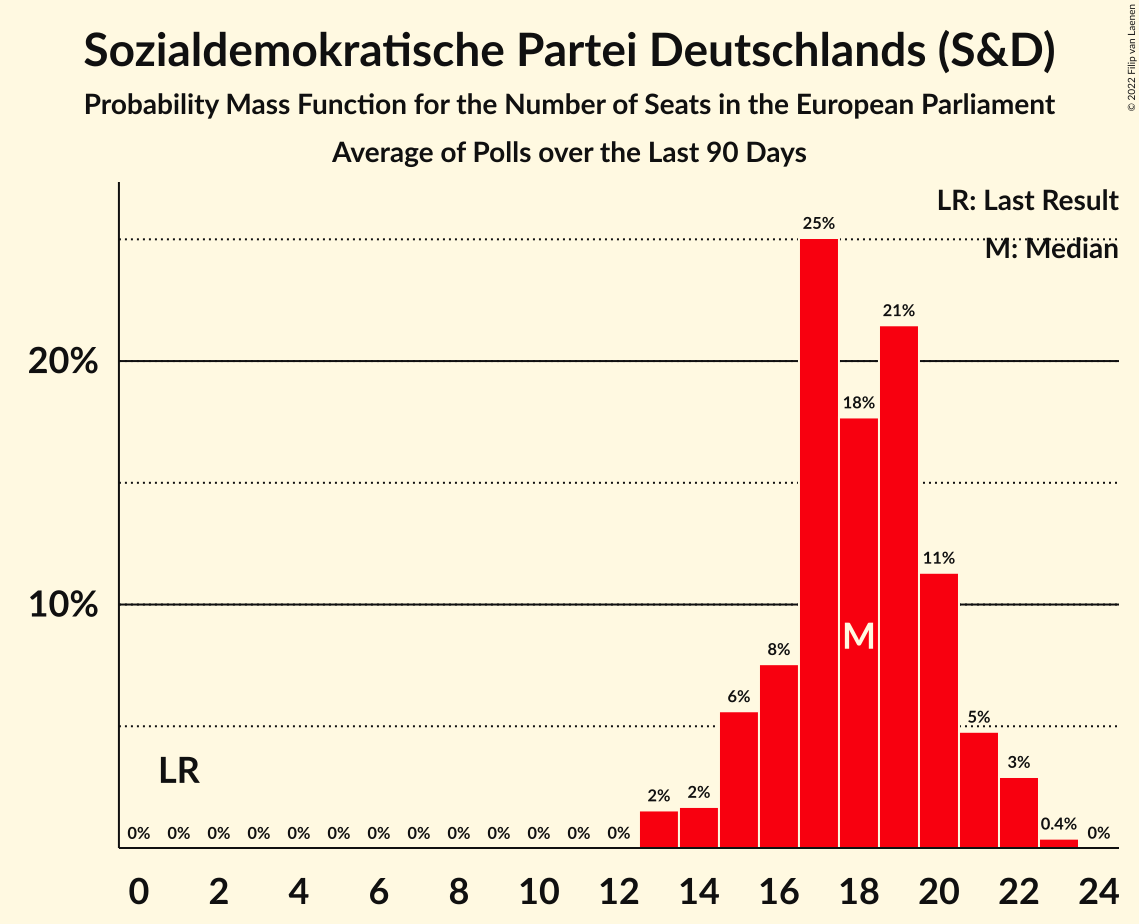 Sozialdemokratische Partei Deutschlands (S&D)
Probability Mass Function for the Number of Seats in the European Parliament
Average of Polls over the Last 90 Days
© 2022 Filip van Laenen
LR: Last Result
M: Median
25%
21%
20%
18%
11%
10%
M
8%
6%
5%
3%
LR
2%
2%
0.4%
0% 0% 0% 0% 0% 0% 0% 0% 0% 0% 0% 0% 0% 0%
0 2 4 6 8 10 12 14 16 18 20 22 24